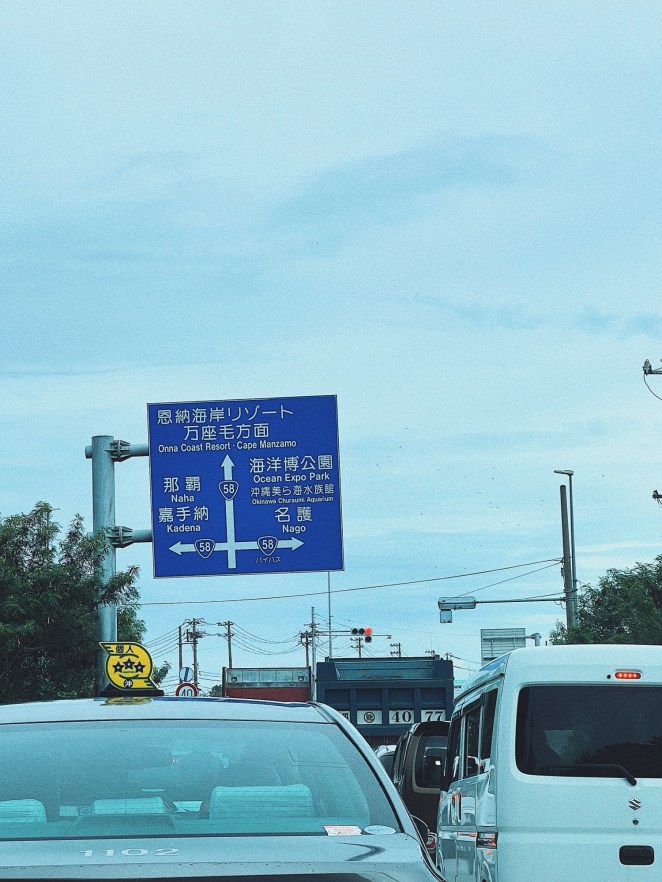 恩納海岸リゾート
万座毛方面
Onna Coast Resort・Cape Manzamo
那覇
Naha
嘉手納
Kadena
58
海洋博公園
Ocean Expo Park
沖縄美ら海水族館
Okinawa Churaumi Aquarium
名護
Nago
58
58
バイパス
個人
沖
40
40 77
1102